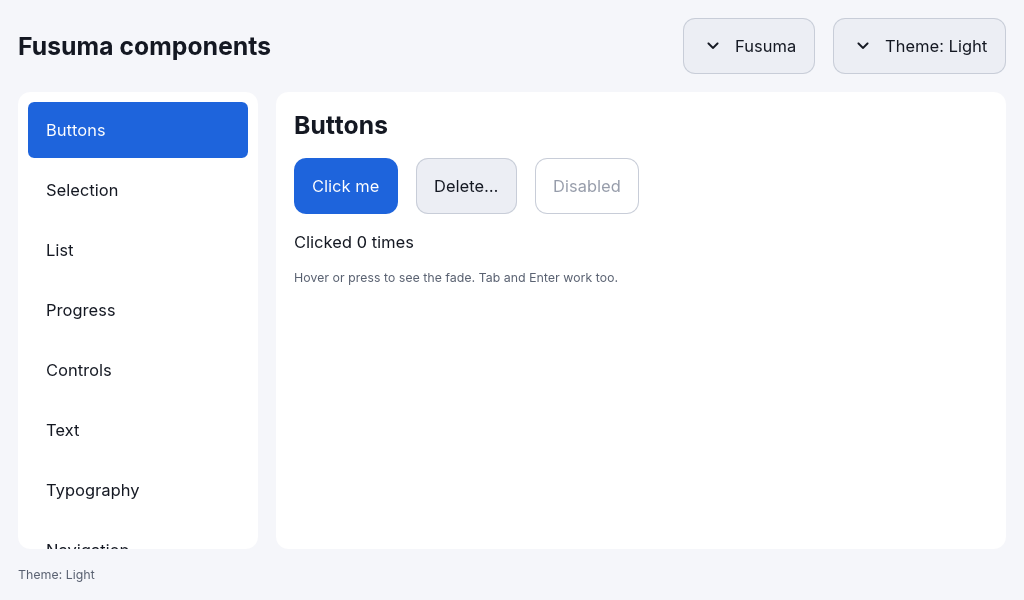 Fusuma components
Fusuma
Theme: Light
Buttons
Selection
List
Progress
Controls
Text
Typography
Navigation
Buttons
Click me
Delete...
Disabled
Clicked 0 times
Hover or press to see the fade. Tab and Enter work too.
Theme: Light